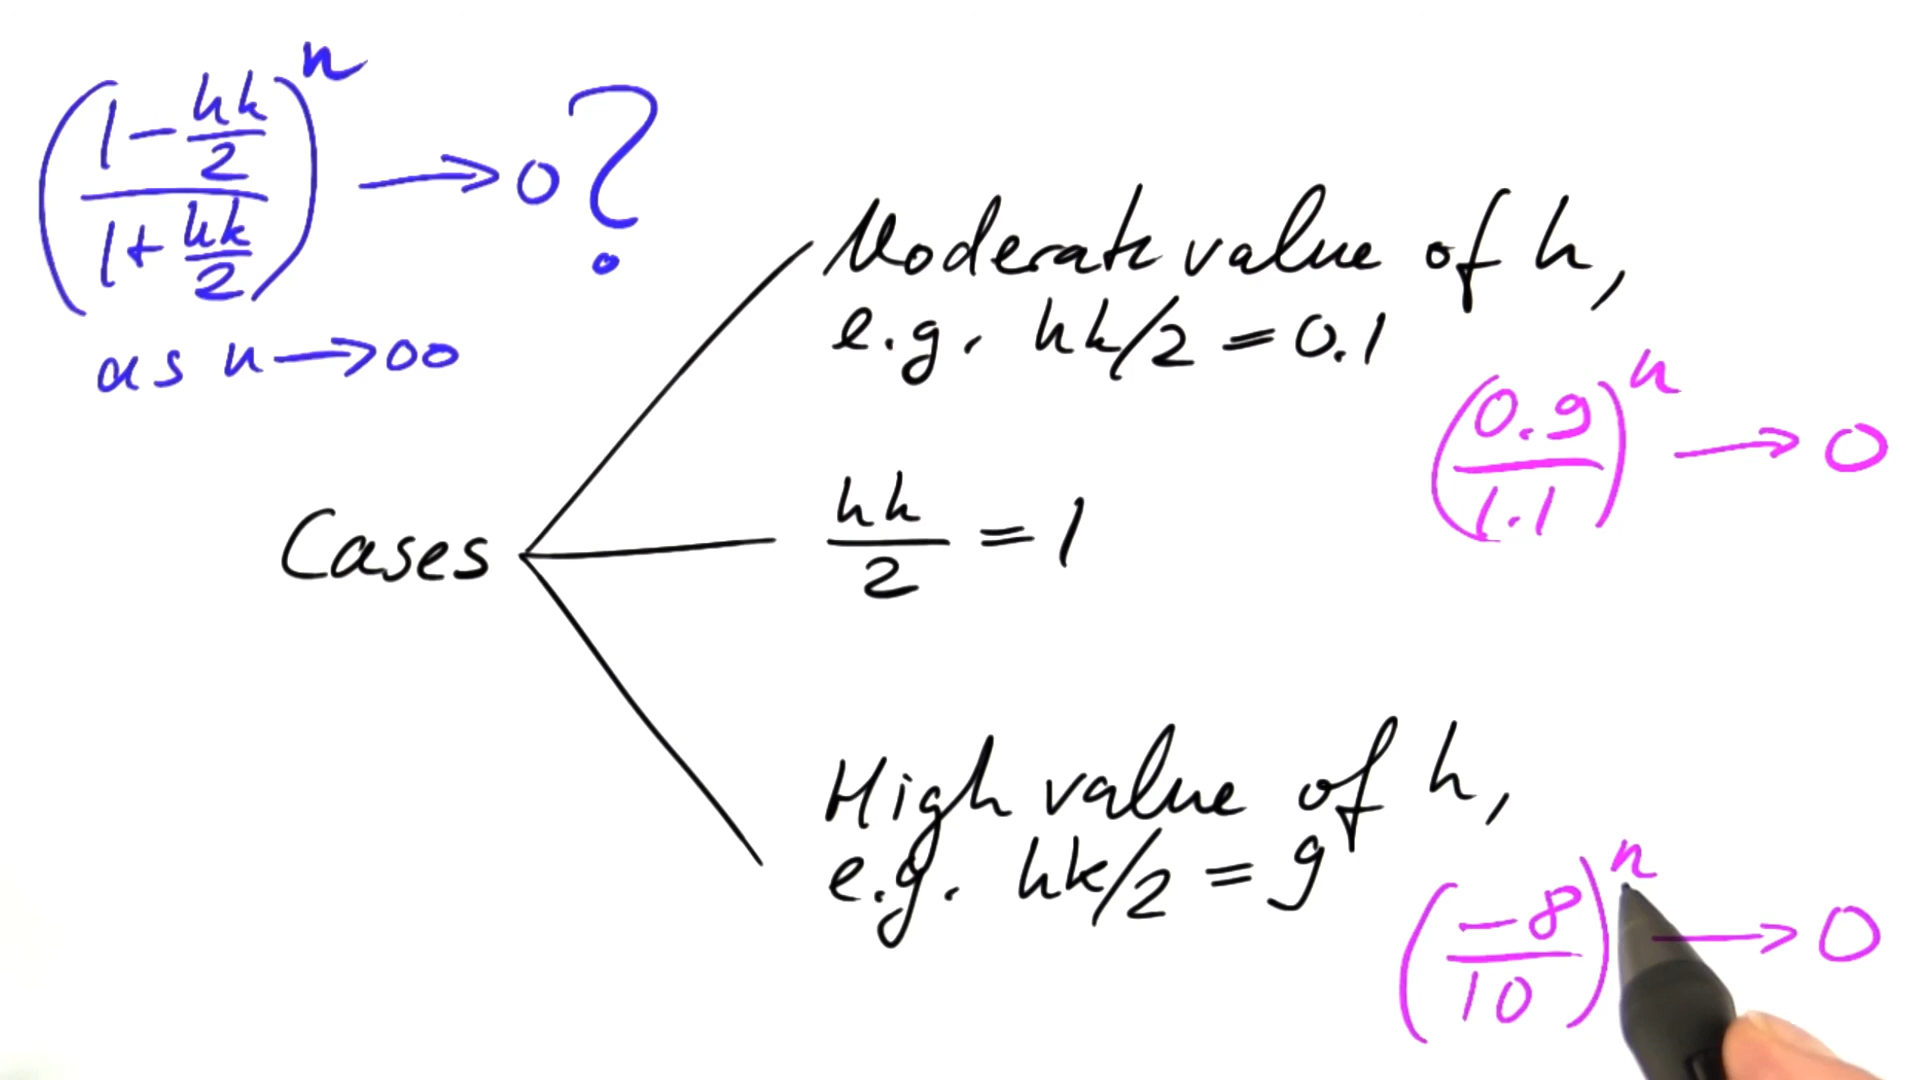 ((1 - hk/2)/(1 + hk/2))^n → 0?
as n → ∞
Cases
Moderate value of h,
e.g. hk/2 = 0.1
(0.9/1.1)^n → 0
hk/2 = 1
High value of h,
e.g. hk/2 = 9
(-8/10)^n → 0